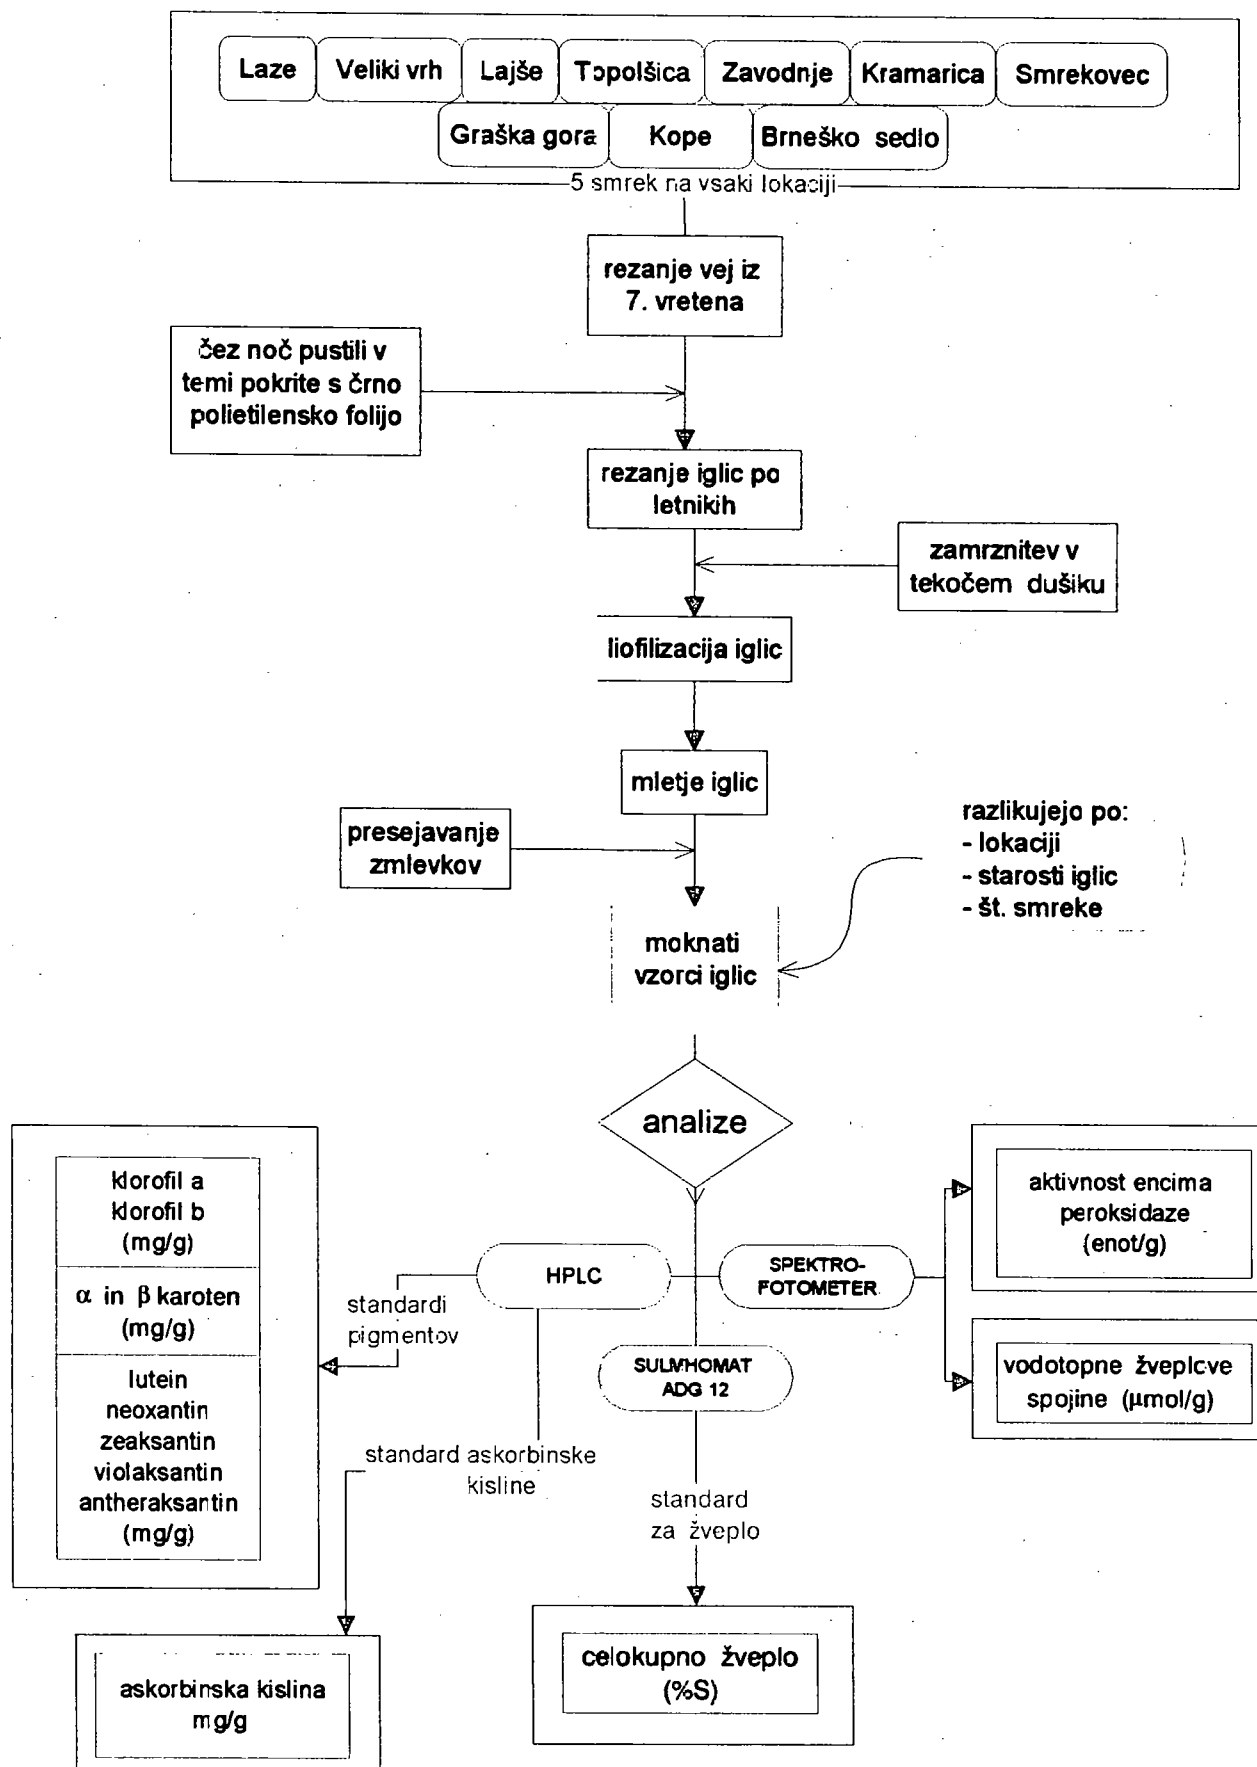 Laze
Veliki vrh
Lajše
Topolšica
Zavodnje
Kramarica
Smrekovec
Graška gora
Kope
Brneško sedlo
5 smrek na vsaki lokaciji
rezanje vej iz
7. vretena
čez noč pustili v
temi pokrite s črno
polietilensko folijo
rezanje iglic po
letnikih
zamrznitev v
tekočem dušiku
liofilizacija iglic
mletje iglic
presejavanje
zmlevkov
razlikujejo po:
- lokaciji
- starosti iglic
- št. smreke
moknati
vzorci iglic
analize
klorofil a
klorofil b
(mg/g)
α in β karoten
(mg/g)
lutein
neoxantin
zeaksantin
violaksantin
antheraksantin
(mg/g)
standardi
pigmentov
HPLC
SPEKTRO-
FOTOMETER
aktivnost encima
peroksidaze
(enot/g)
vodotopne žveplove
spojine (μmol/g)
SULMHOMAT
ADG 12
standard askorbinske
kisline
standard
za žveplo
askorbinska kislina
mg/g
celokupno žveplo
(%S)